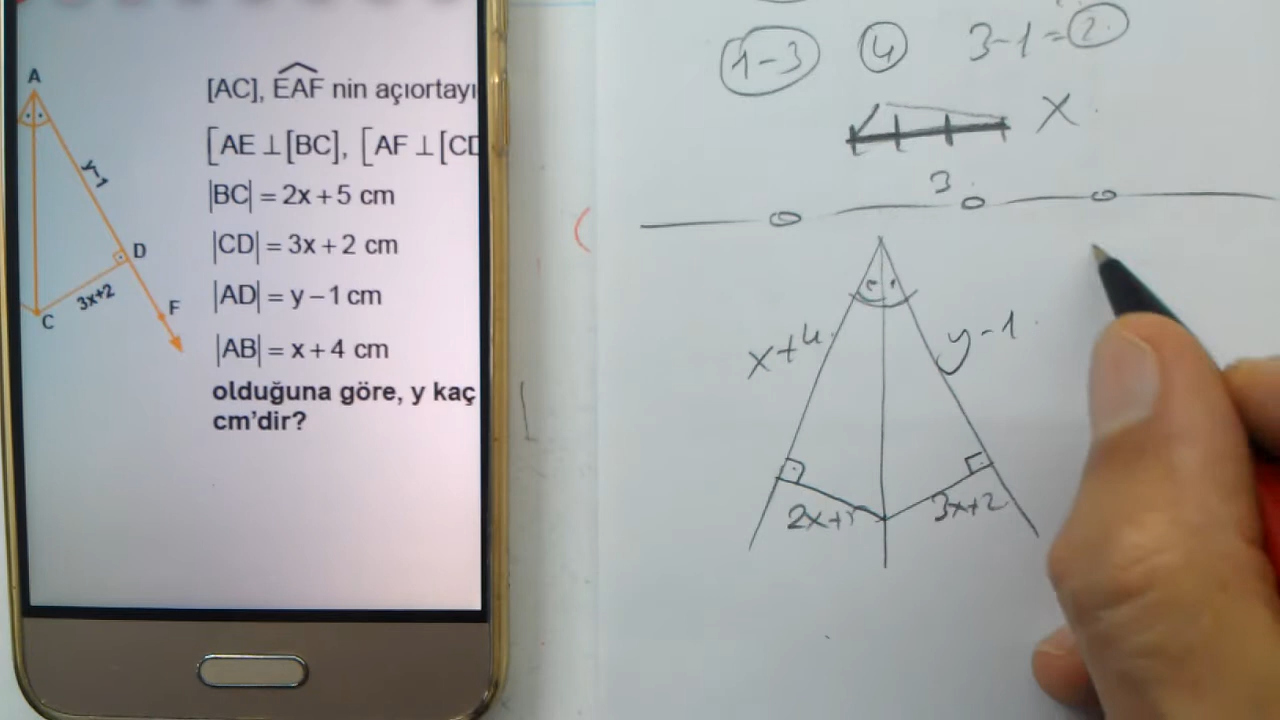 A
y-1
D
3x+2
C
F
[AC], EAF nin açıortayı
[AE ⊥ [BC], [AF ⊥ [CD
|BC| = 2x + 5 cm
|CD| = 3x + 2 cm
|AD| = y − 1 cm
|AB| = x + 4 cm
olduğuna göre, y kaç
cm'dir?
1-3 4 3-1=2
X
3
x+4 y-1
2x+5 3x+2